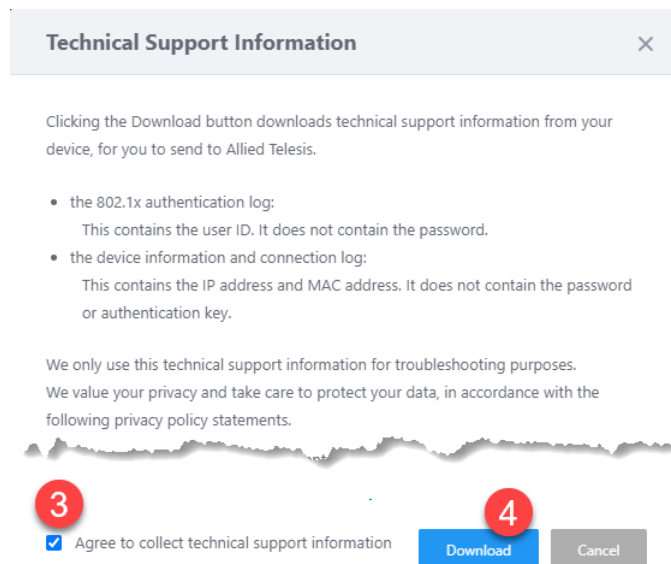 Technical Support Information
Clicking the Download button downloads technical support information from your
device, for you to send to Allied Telesis.
• the 802.1x authentication log:
This contains the user ID. It does not contain the password.
• the device information and connection log:
This contains the IP address and MAC address. It does not contain the password
or authentication key.
We only use this technical support information for troubleshooting purposes.
We value your privacy and take care to protect your data, in accordance with the
following privacy policy statements.
3
4
Agree to collect technical support information
Download
Cancel